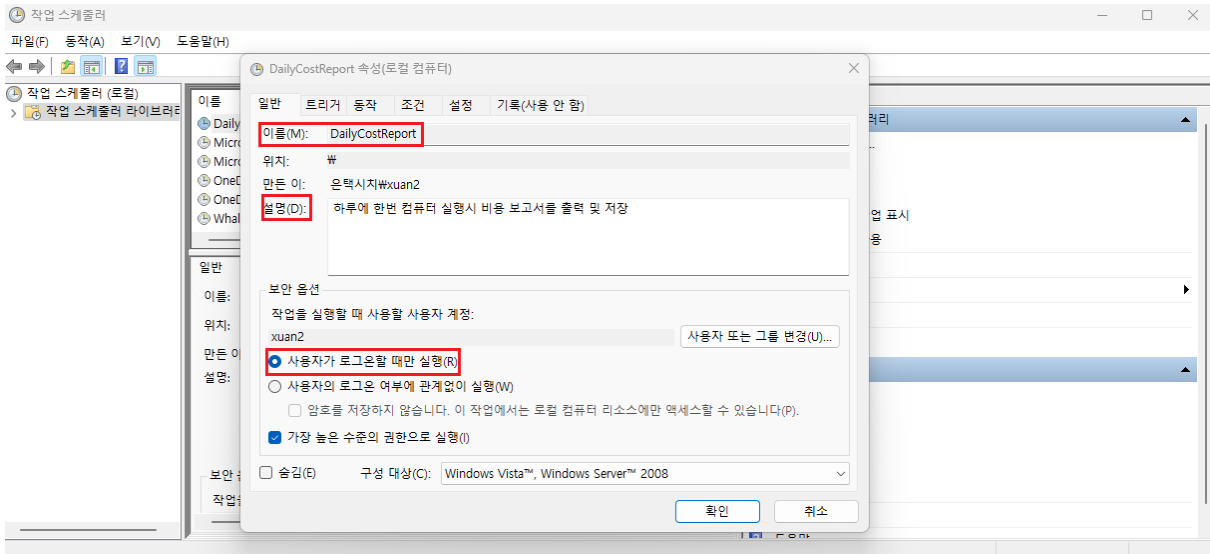 작업 스케줄러
파일(F) 동작(A) 보기(V) 도움말(H)
작업 스케줄러 (로컬)
작업 스케줄러 라이브러리
이름
Daily
Micro
Micro
OneD
OneD
Whal
일반
이름:
위치:
만든 이
설명:
보안
작업
DailyCostReport 속성(로컬 컴퓨터)
일반 트리거 동작 조건 설정 기록(사용 안 함)
이름(M): DailyCostReport
위치: ₩
만든 이: 은택시치₩xuan2
설명(D): 하루에 한번 컴퓨터 실행시 비용 보고서를 출력 및 저장
보안 옵션
작업을 실행할 때 사용할 사용자 계정:
xuan2 사용자 또는 그룹 변경(U)...
사용자가 로그온할 때만 실행(R)
사용자의 로그온 여부에 관계없이 실행(W)
암호를 저장하지 않습니다. 이 작업에서는 로컬 컴퓨터 리소스에만 액세스할 수 있습니다(P).
가장 높은 수준의 권한으로 실행(I)
숨김(E) 구성 대상(C): Windows Vista™, Windows Server™ 2008
확인 취소
러리
...
업 표시
용
도움말